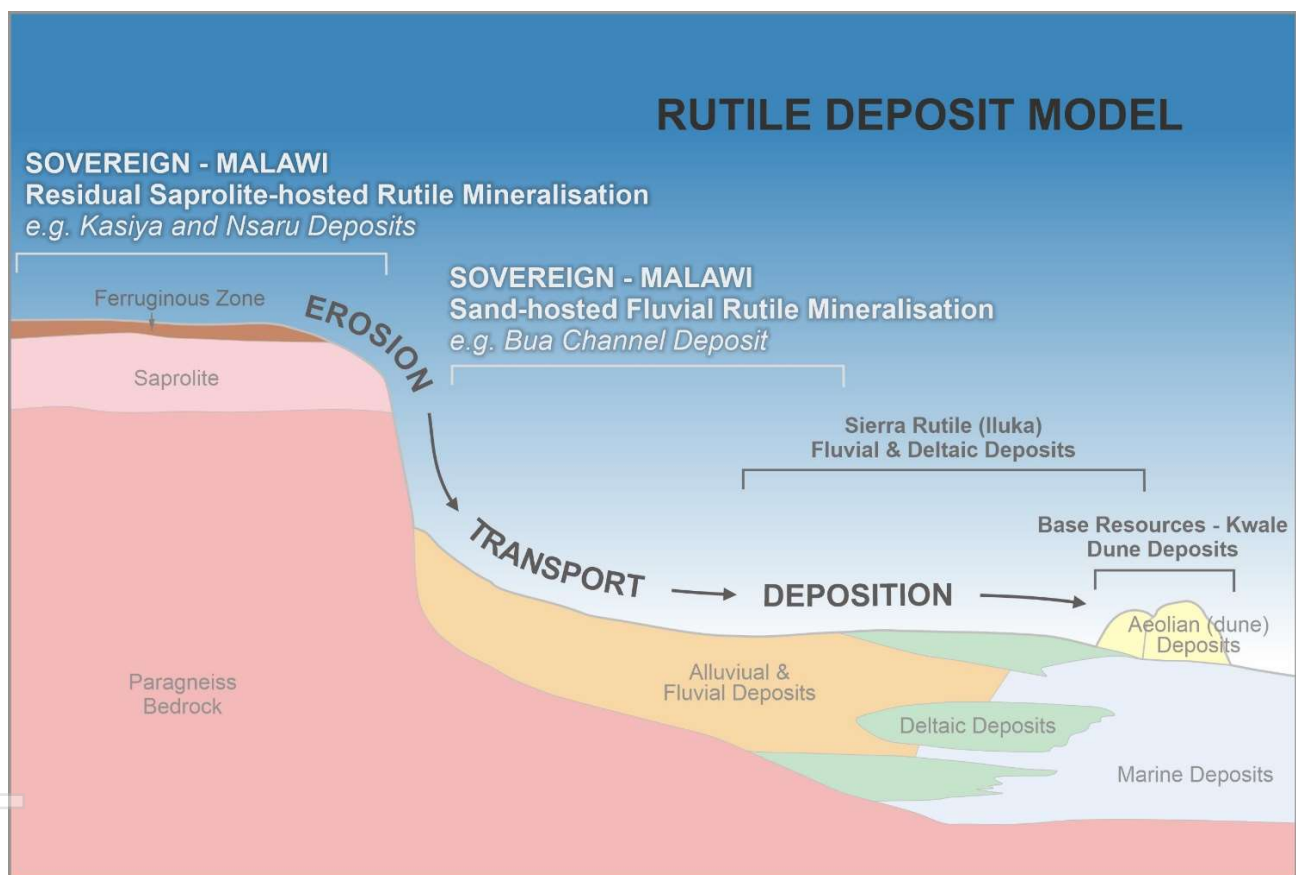 RUTILE DEPOSIT MODEL
SOVEREIGN - MALAWI
Residual Saprolite-hosted Rutile Mineralisation
e.g. Kasiya and Nsaru Deposits
SOVEREIGN - MALAWI
Sand-hosted Fluvial Rutile Mineralisation
e.g. Bua Channel Deposit
Ferruginous Zone
Saprolite
EROSION
Sierra Rutile (Iluka)
Fluvial & Deltaic Deposits
Base Resources - Kwale
Dune Deposits
TRANSPORT
DEPOSITION
Aeolian (dune)
Deposits
Paragneiss
Bedrock
Alluviual &
Fluvial Deposits
Deltaic Deposits
Marine Deposits